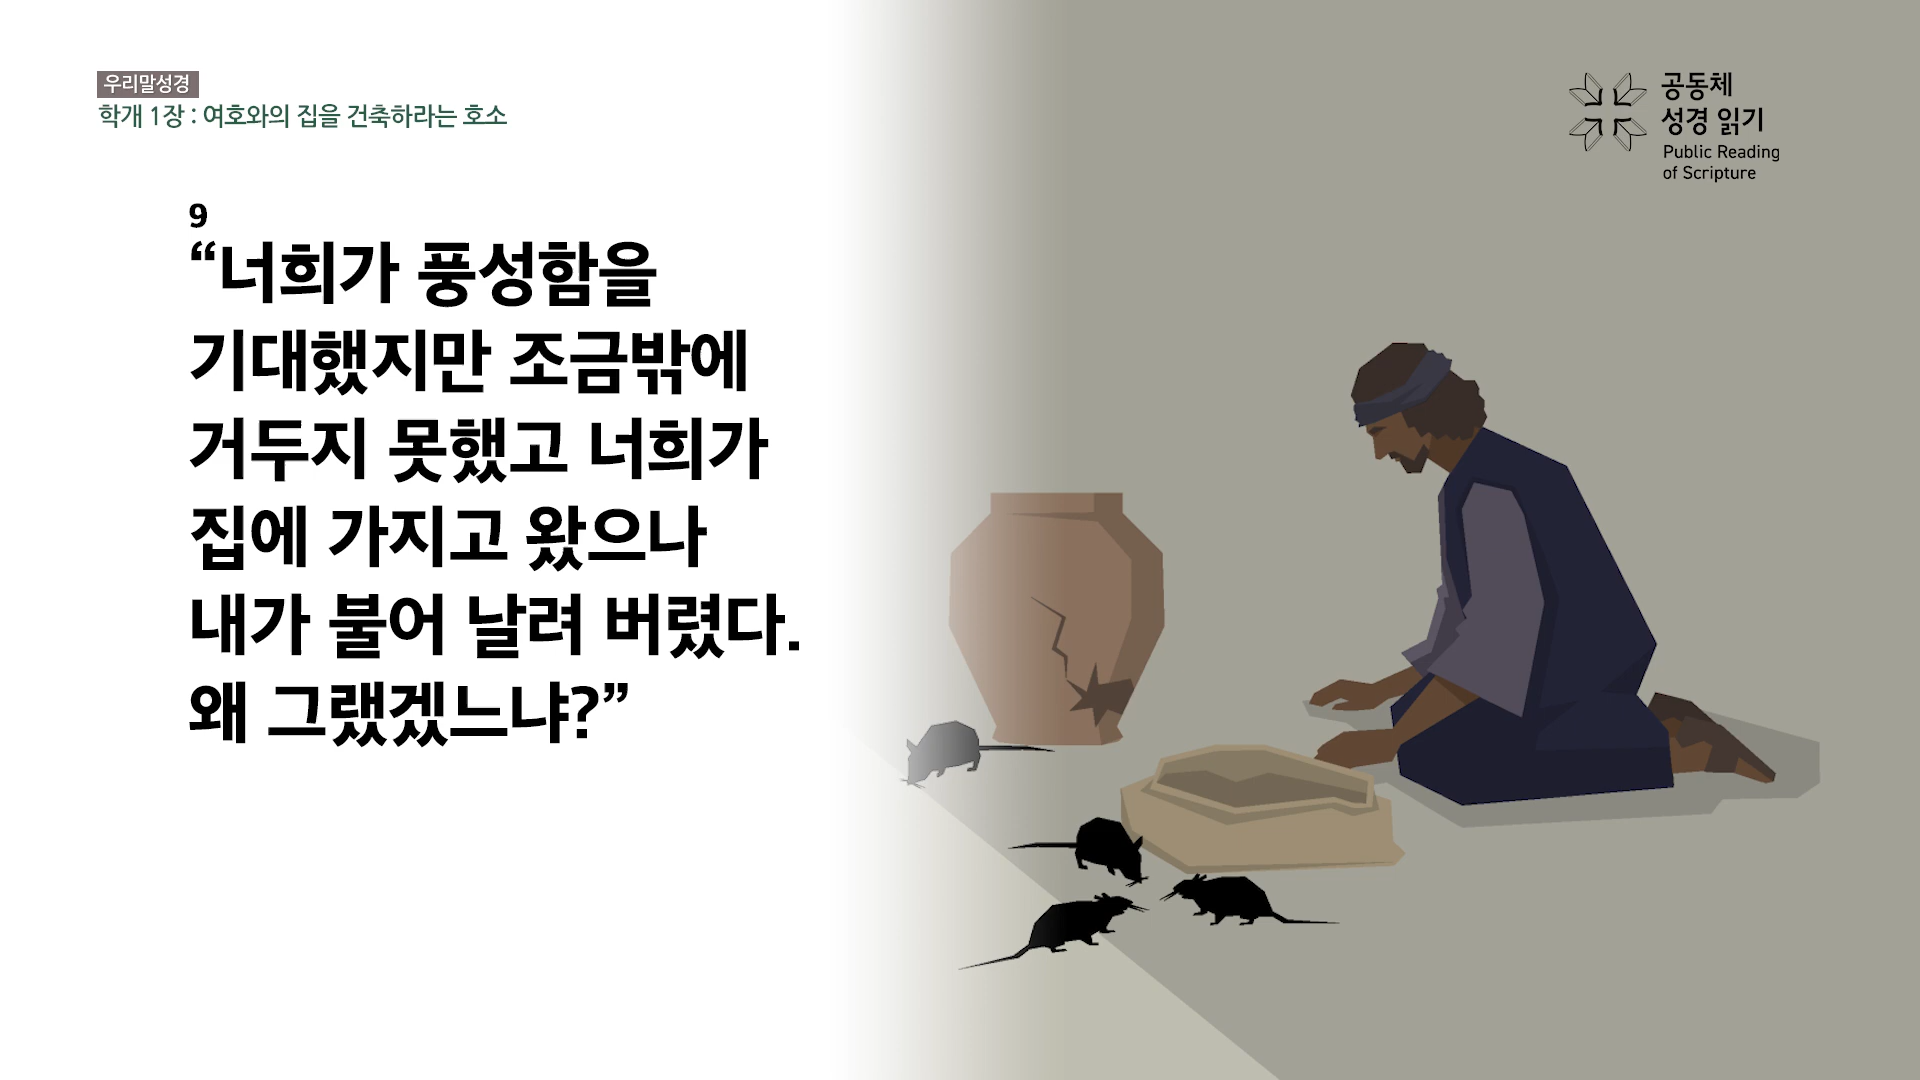 우리말성경
학개 1장 : 여호와의 집을 건축하라는 호소
공동체
성경 읽기
Public Reading
of Scripture
9
“너희가 풍성함을
기대했지만 조금밖에
거두지 못했고 너희가
집에 가지고 왔으나
내가 불어 날려 버렸다.
왜 그랬겠느냐?”